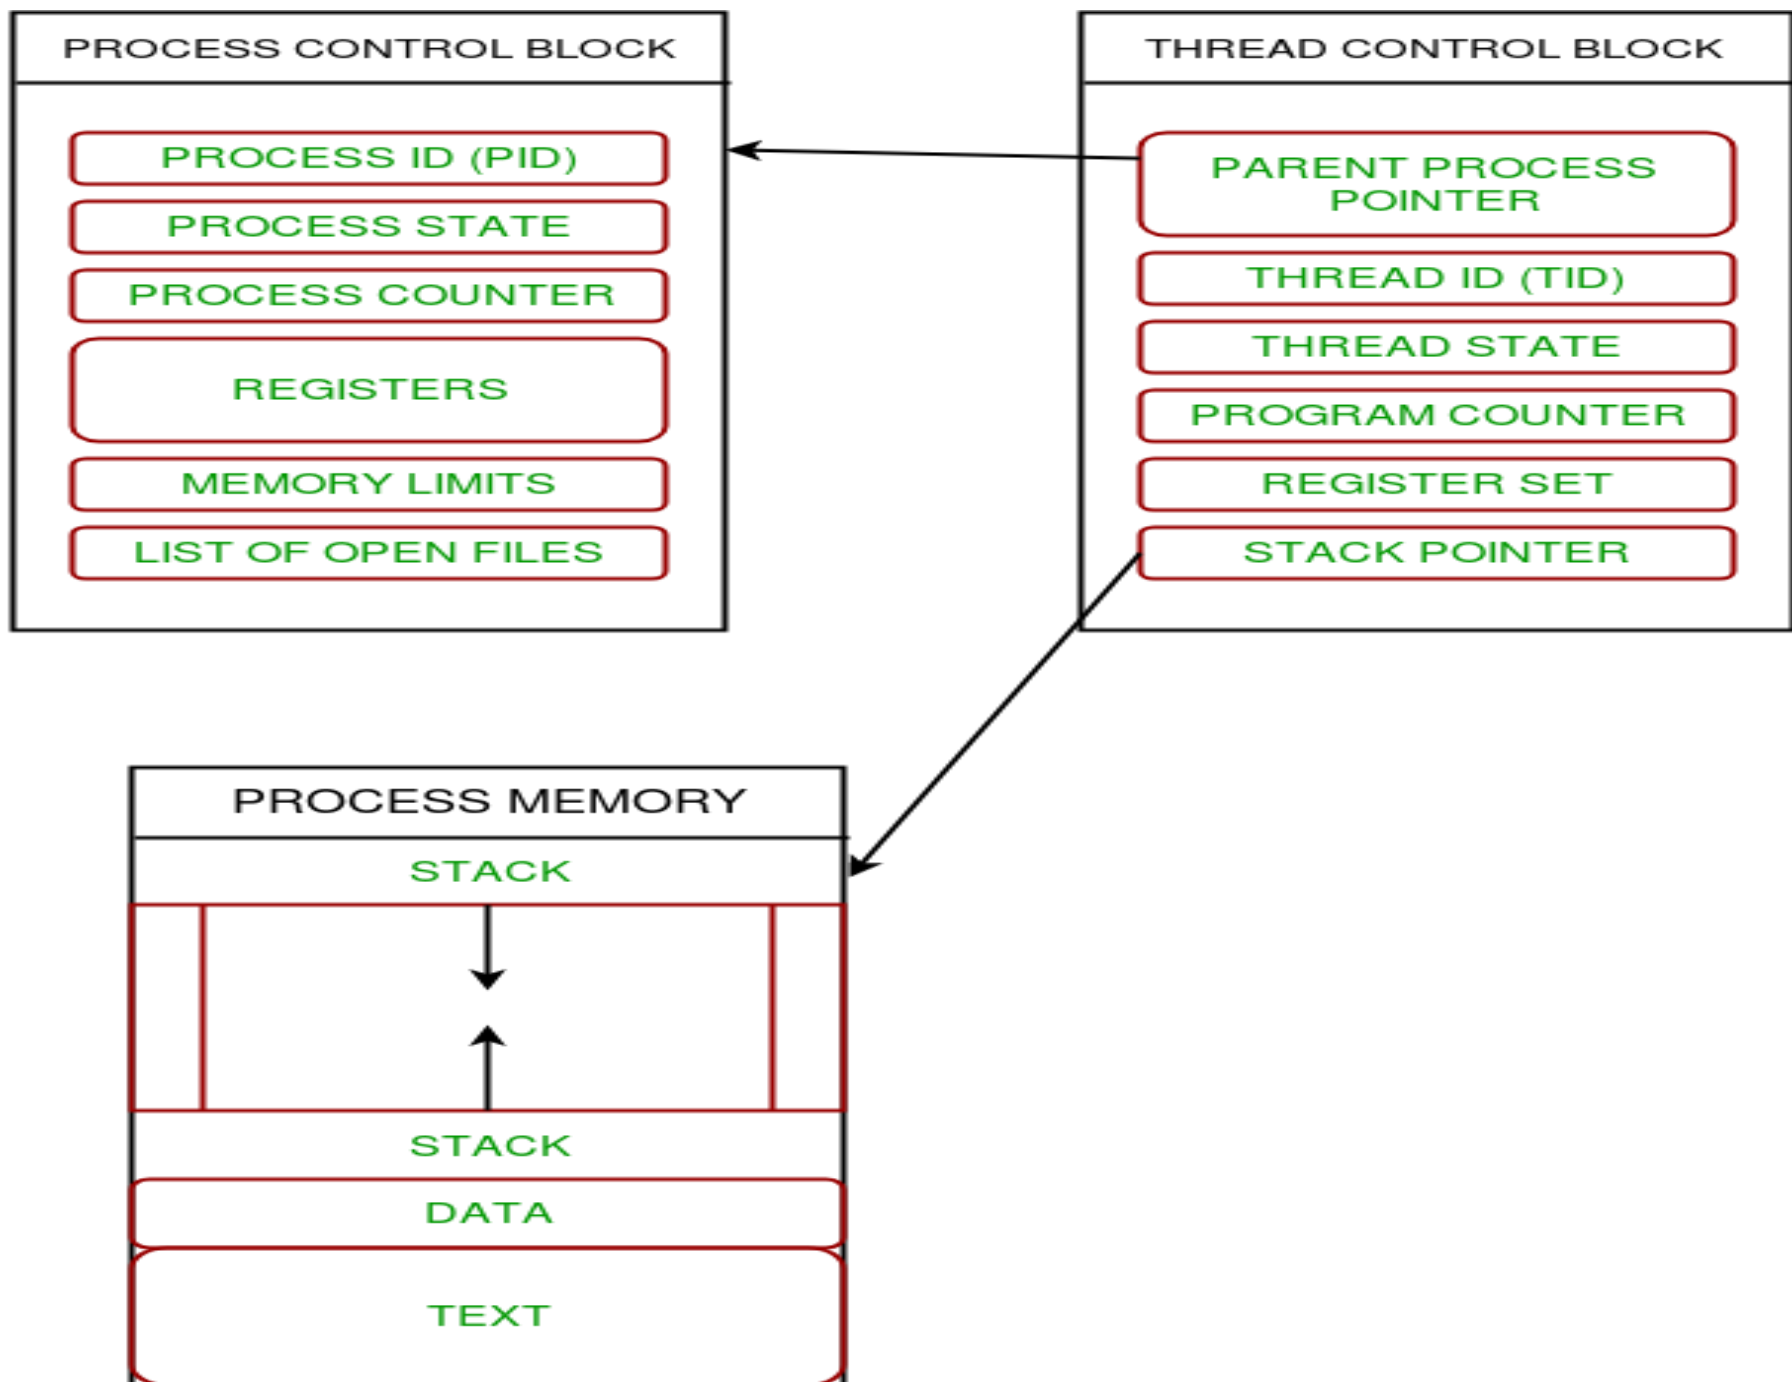 PROCESS CONTROL BLOCK
PROCESS ID (PID)
PROCESS STATE
PROCESS COUNTER
REGISTERS
MEMORY LIMITS
LIST OF OPEN FILES
THREAD CONTROL BLOCK
PARENT PROCESS
POINTER
THREAD ID (TID)
THREAD STATE
PROGRAM COUNTER
REGISTER SET
STACK POINTER
PROCESS MEMORY
STACK
STACK
DATA
TEXT